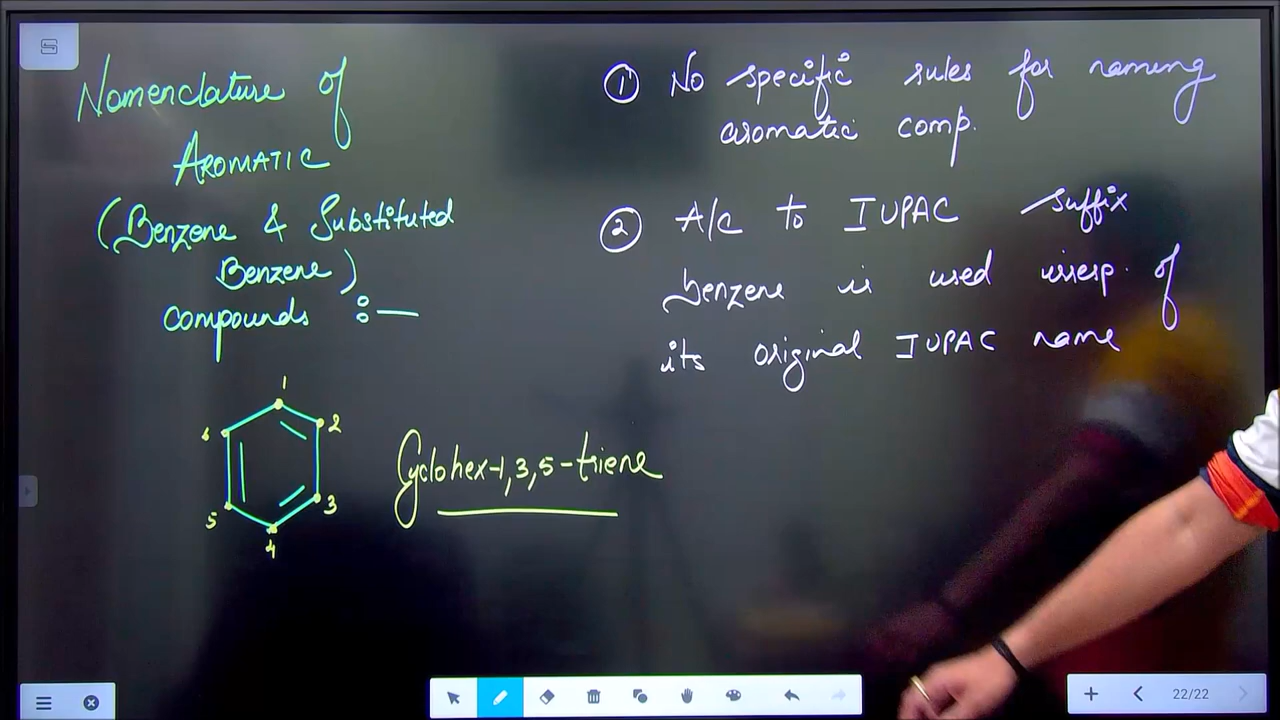 Nomenclature of
AROMATIC
(Benzene & Substituted
Benzene)
compounds :—
1
2
3
4
5
6
Cyclohex-1,3,5-triene
① No specific rules for naming
aromatic comp.
② A/c to IUPAC suffix
benzene is used irresp. of
its original IUPAC name
22/22